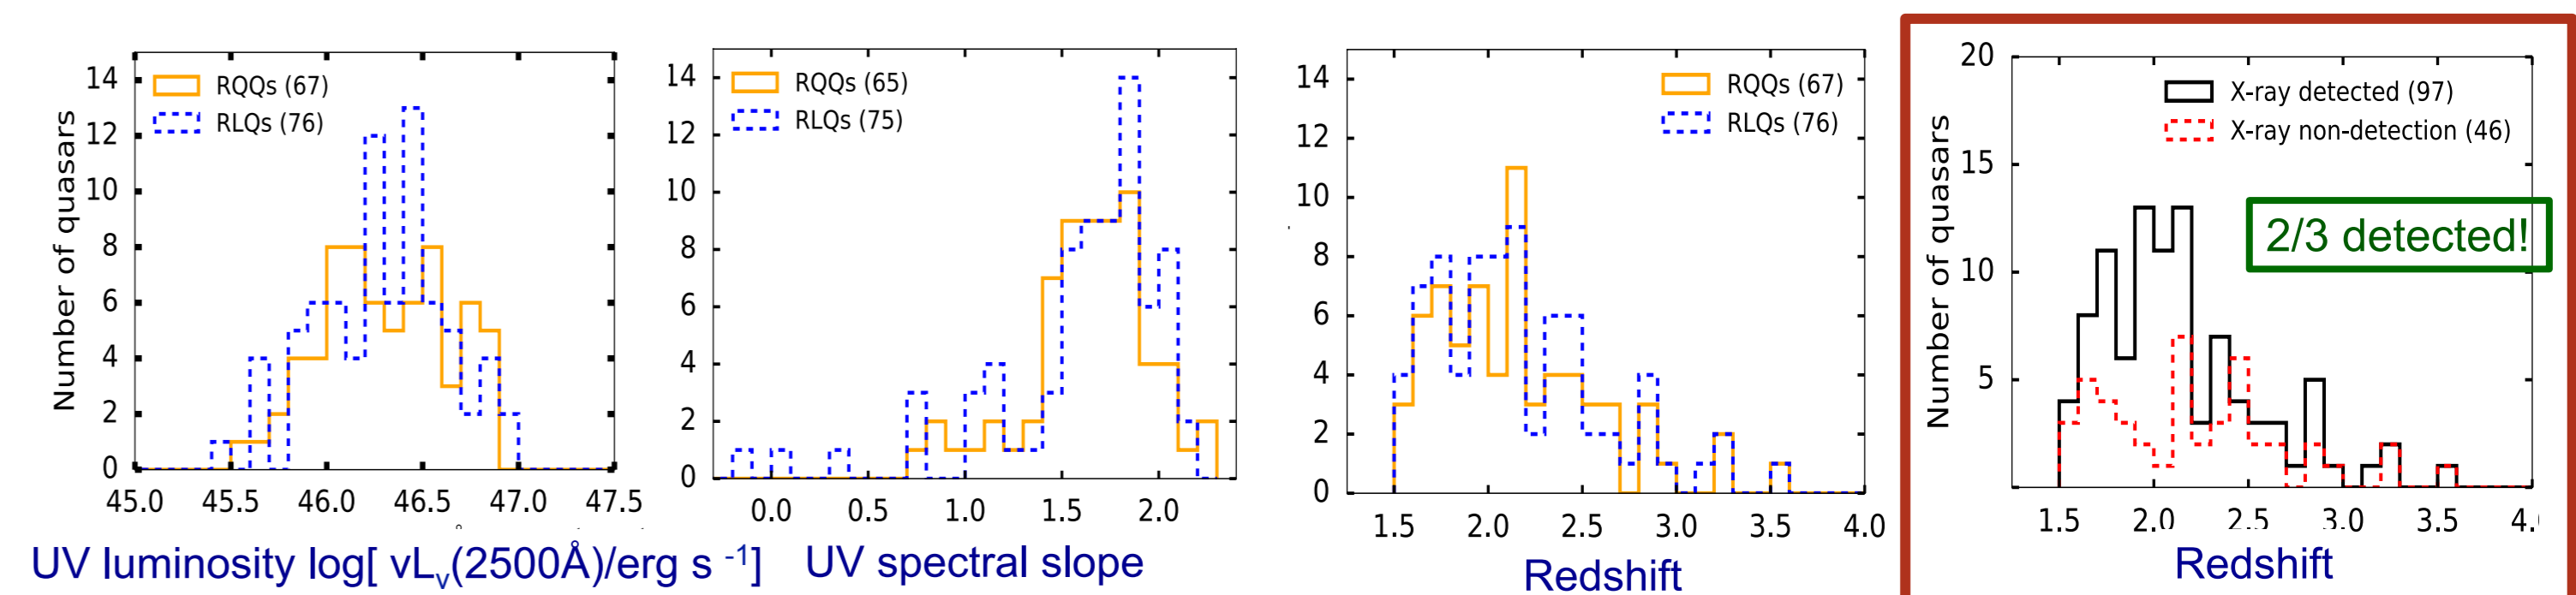 Number of quasars
14
12
10
8
6
4
2
0
45.0 45.5 46.0 46.5 47.0 47.5
RQQs (67)
RLQs (76)
UV luminosity log[ νLν(2500Å)/erg s -1]
14
12
10
8
6
4
2
0
0.0 0.5 1.0 1.5 2.0
RQQs (65)
RLQs (75)
UV spectral slope
14
12
10
8
6
4
2
0
1.5 2.0 2.5 3.0 3.5 4.0
RQQs (67)
RLQs (76)
Redshift
Number of quasars
20
15
10
5
1.5 2.0 2.5 3.0 3.5
X-ray detected (97)
X-ray non-detection (46)
2/3 detected!
Redshift